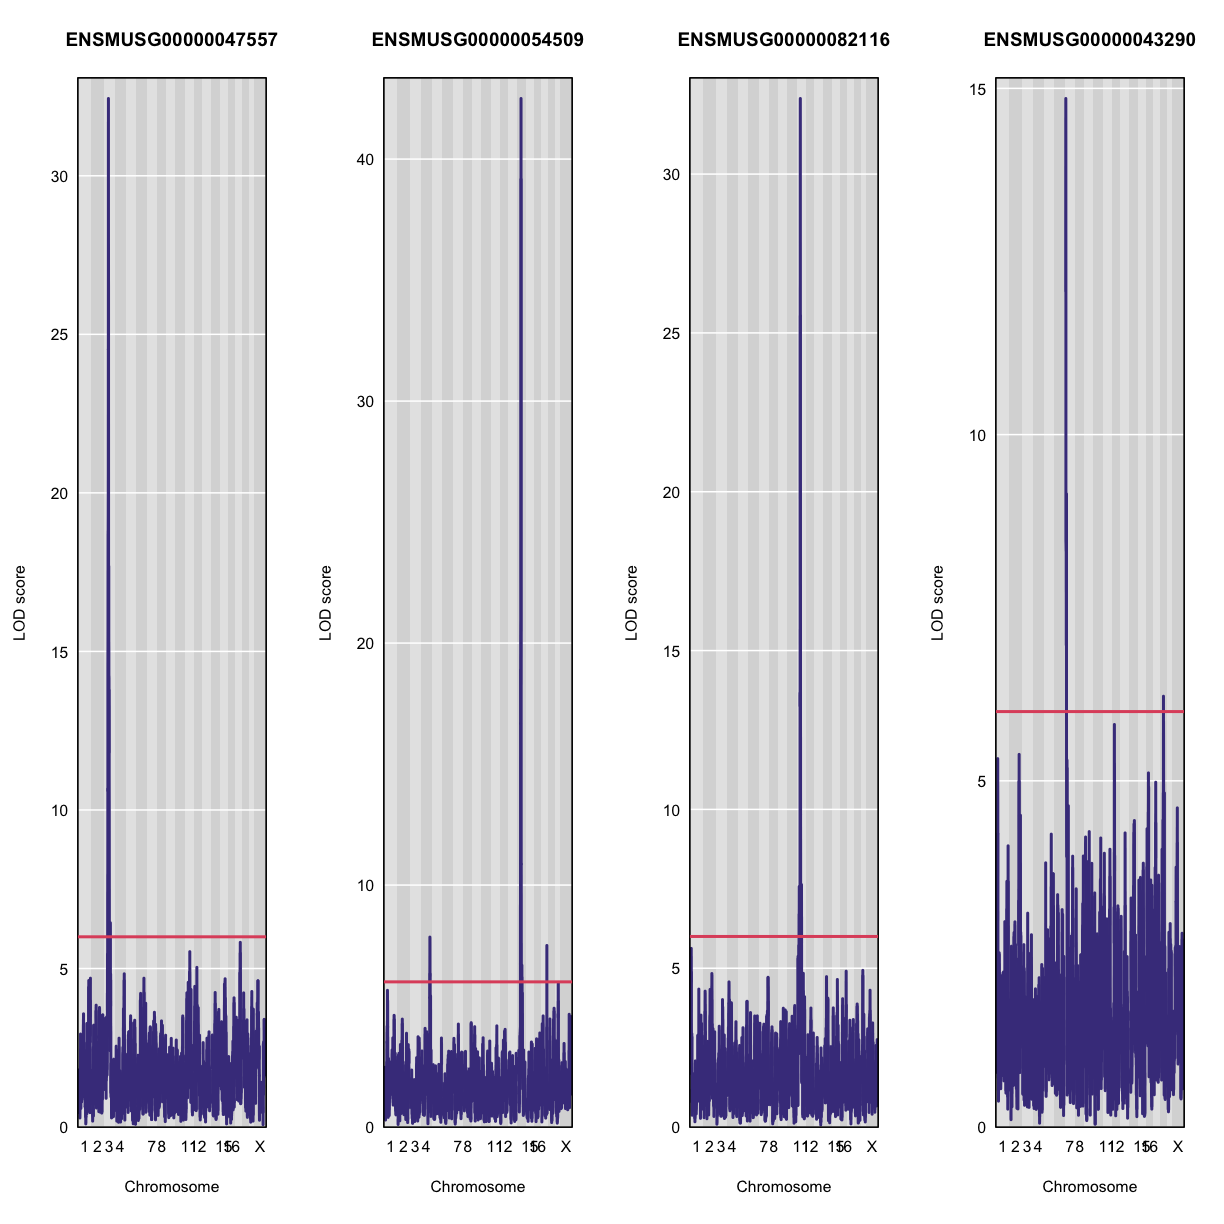 ENSMUSG00000047557
LOD score
30
25
20
15
10
5
0
1 2 3 4 7 8 11 12 15 16 X
Chromosome
ENSMUSG00000054509
LOD score
40
30
20
10
0
1 2 3 4 7 8 11 12 15 16 X
Chromosome
ENSMUSG00000082116
LOD score
30
25
20
15
10
5
0
1 2 3 4 7 8 11 12 15 16 X
Chromosome
ENSMUSG00000043290
LOD score
15
10
5
0
1 2 3 4 7 8 11 12 15 16 X
Chromosome